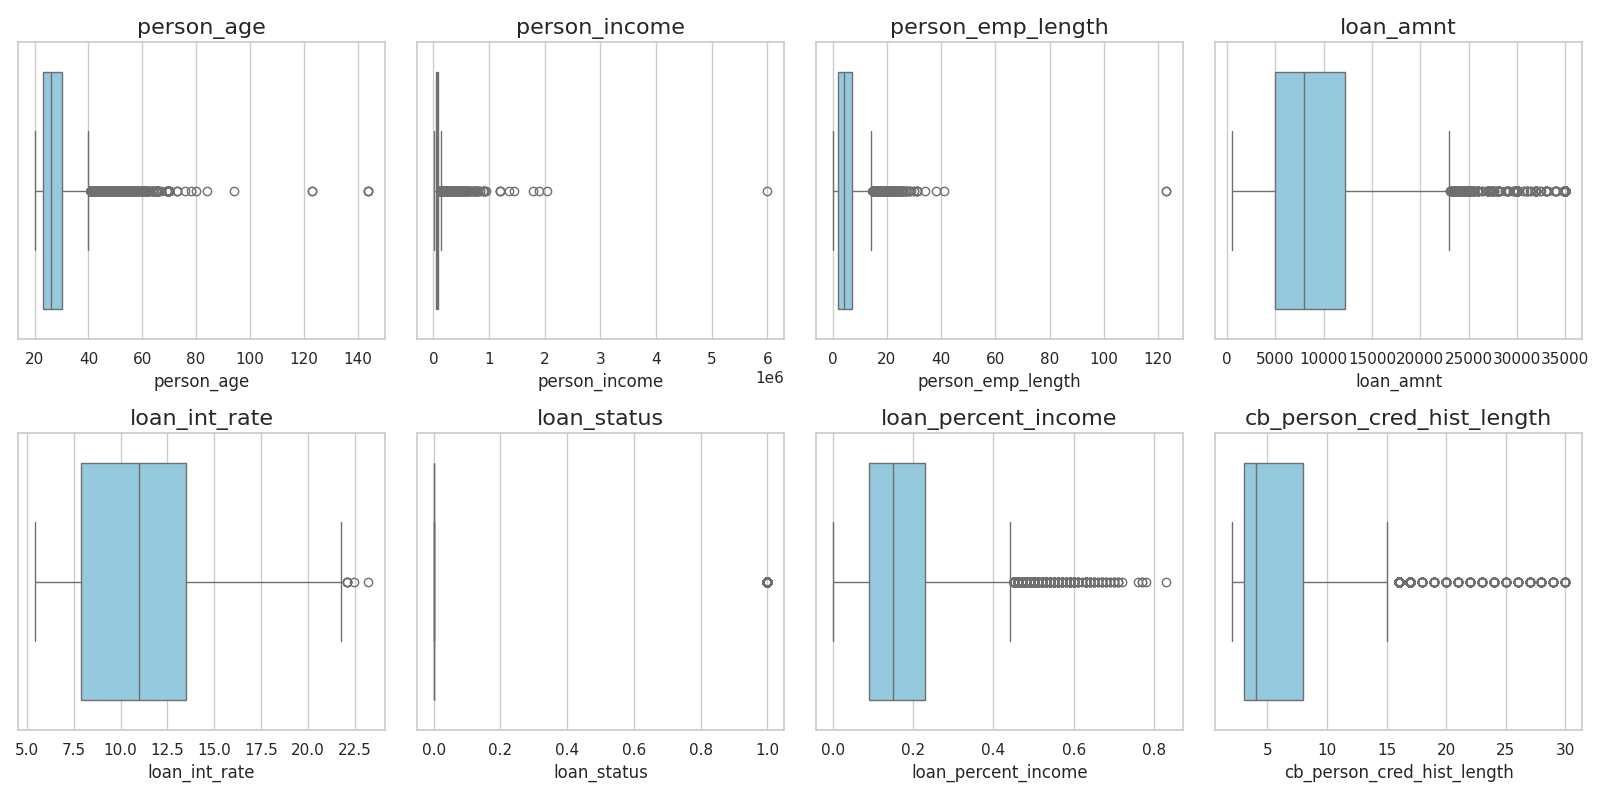 person_age person_income person_emp_length loan_amnt
20 40 60 80 100 120 140 0 1 2 3 4 5 6 0 20 40 60 80 100 120 0 5000 10000 15000 20000 25000 30000 35000
person_age person_income 1e6 person_emp_length loan_amnt
loan_int_rate loan_status loan_percent_income cb_person_cred_hist_length
5.0 7.5 10.0 12.5 15.0 17.5 20.0 22.5 0.0 0.2 0.4 0.6 0.8 1.0 0.0 0.2 0.4 0.6 0.8 5 10 15 20 25 30
loan_int_rate loan_status loan_percent_income cb_person_cred_hist_length